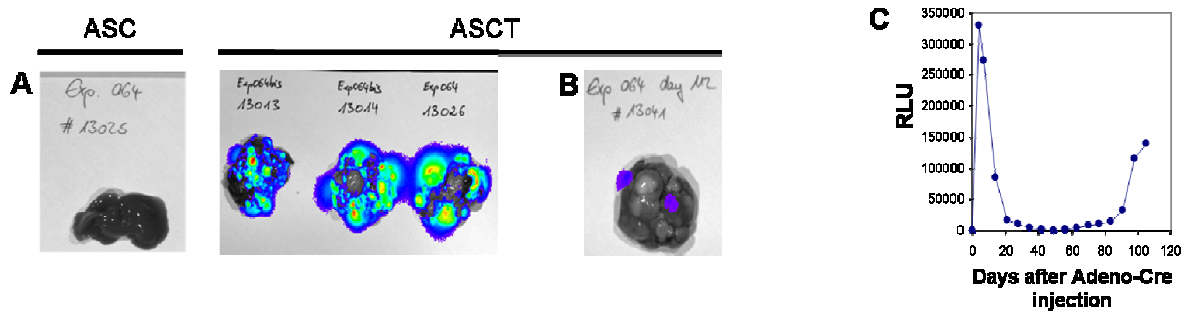 ASC
ASCT
A
Exp. 064
# 13025
Exp064bis
13013
Exp064bis
13014
Exp064
13026
B
Exp 064 day 112
# 13041
C
RLU
350000
300000
250000
200000
150000
100000
50000
0
0 20 40 60 80 100 120
Days after Adeno-Cre
injection